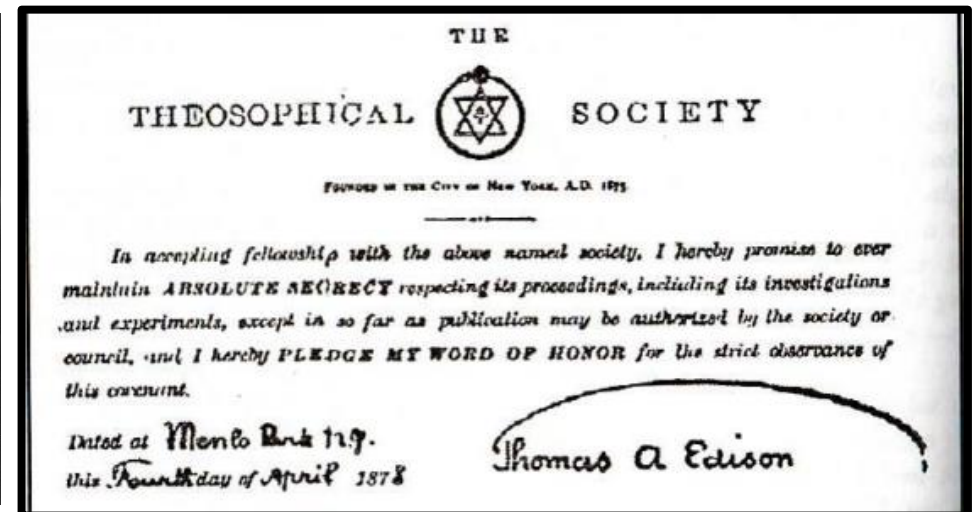 THE
THEOSOPHICAL SOCIETY
FOUNDED IN THE CITY OF NEW YORK, A.D. 1875
In accepting fellowship with the above named society, I hereby promise to ever
maintain ABSOLUTE SECRECY respecting its proceedings, including its investigations
and experiments, except in so far as publication may be authorized by the society or
council, and I hereby PLEDGE MY WORD OF HONOR for the strict observance of
this covenant.
Dated at Menlo Park N.J.
this Fourth day of April 1878
Thomas A Edison